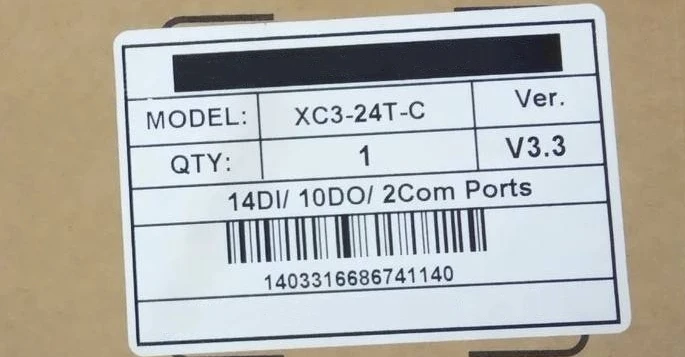 MODEL: XC3-24T-C Ver.
QTY: 1 V3.3
14DI/ 10DO/ 2Com Ports
1403316686741140